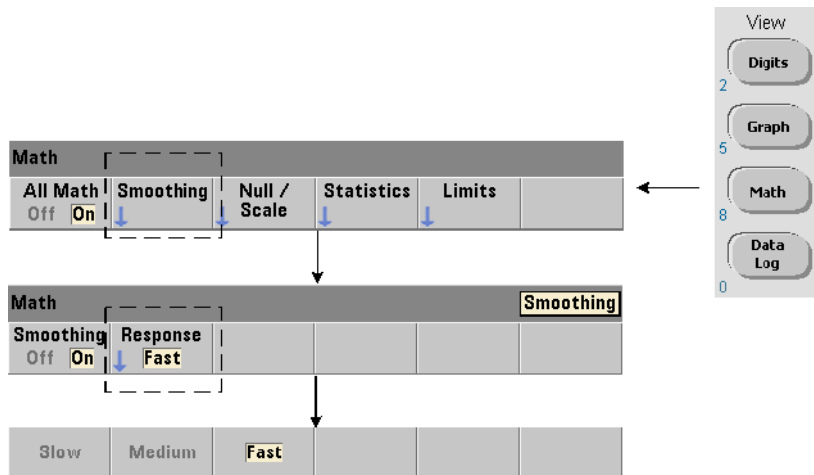 View
Digits
2
Graph
5
Math
8
Data
Log
0
Math
All Math
Off On
Smoothing
Null /
Scale
Statistics
Limits
Math
Smoothing
Smoothing
Off On
Response
Fast
Slow
Medium
Fast